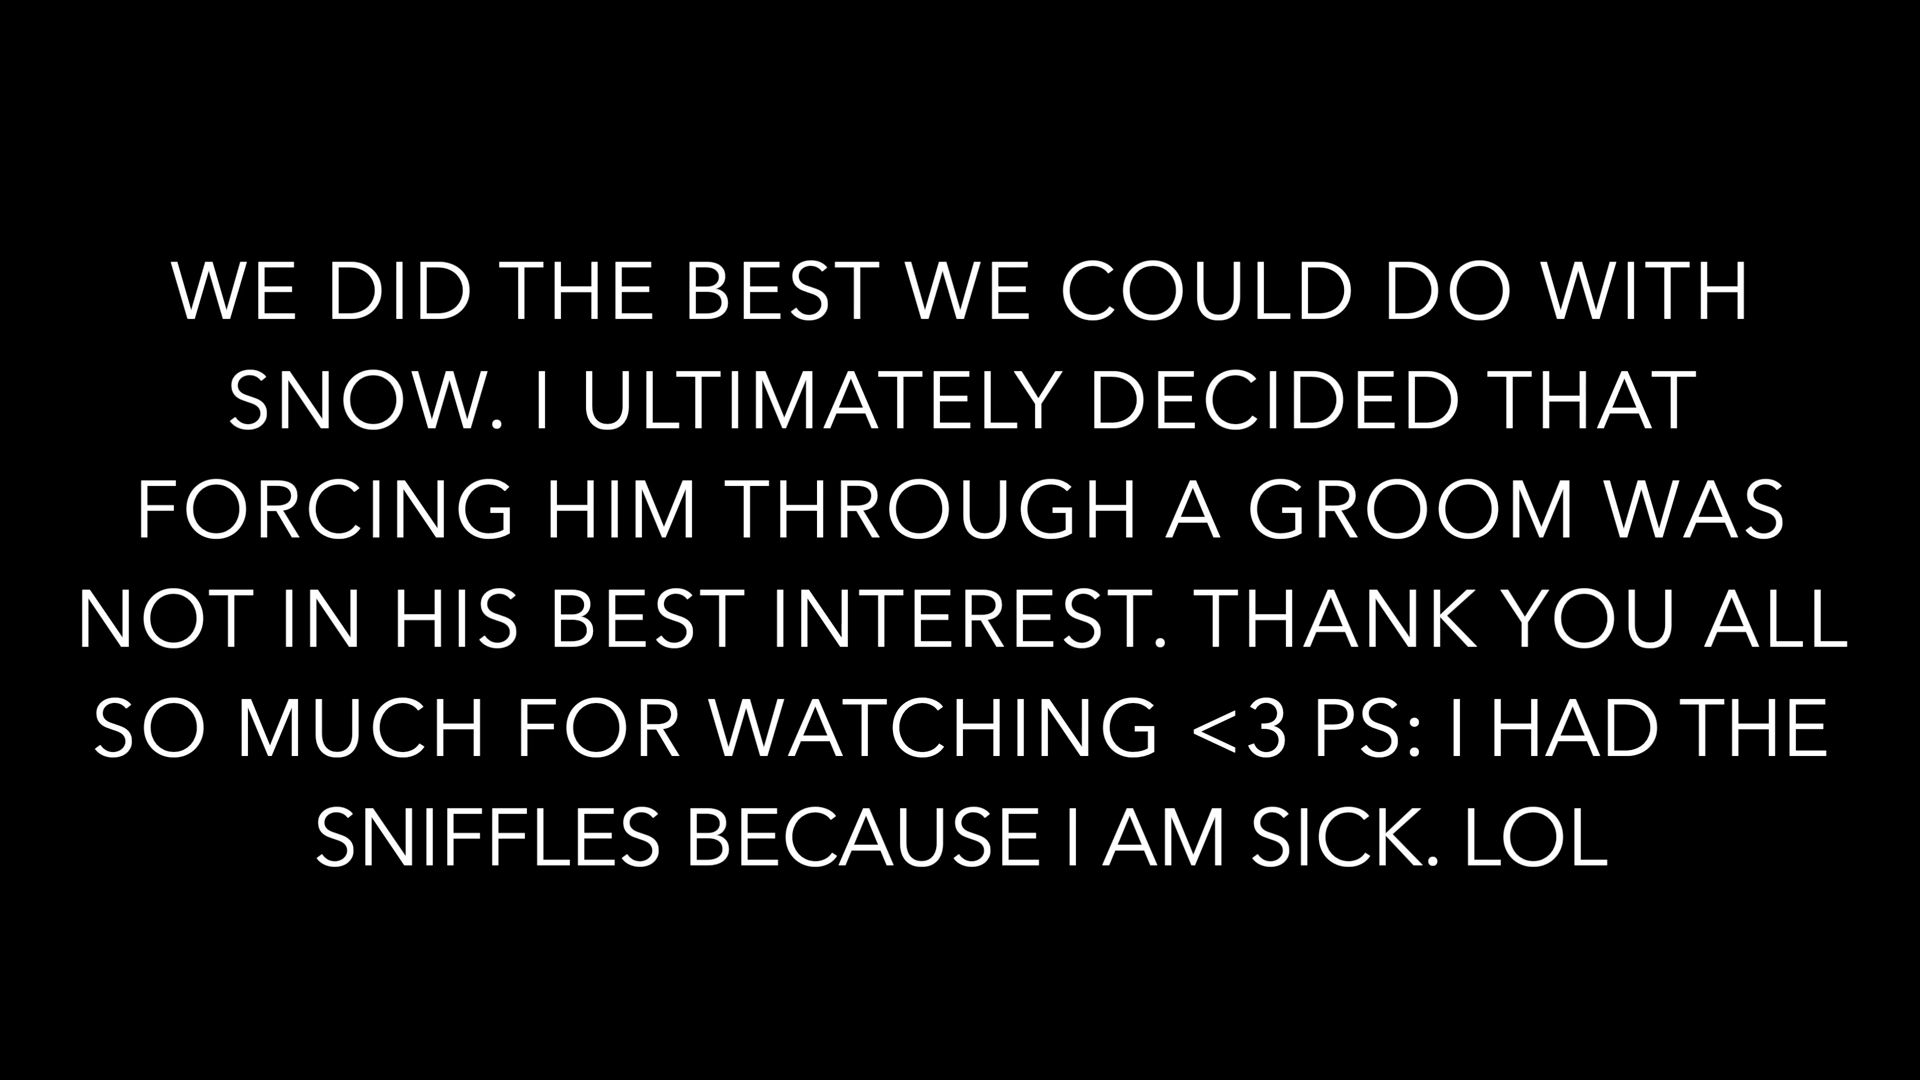 WE DID THE BEST WE COULD DO WITH
SNOW. I ULTIMATELY DECIDED THAT
FORCING HIM THROUGH A GROOM WAS
NOT IN HIS BEST INTEREST. THANK YOU ALL
SO MUCH FOR WATCHING <3 PS: I HAD THE
SNIFFLES BECAUSE I AM SICK. LOL